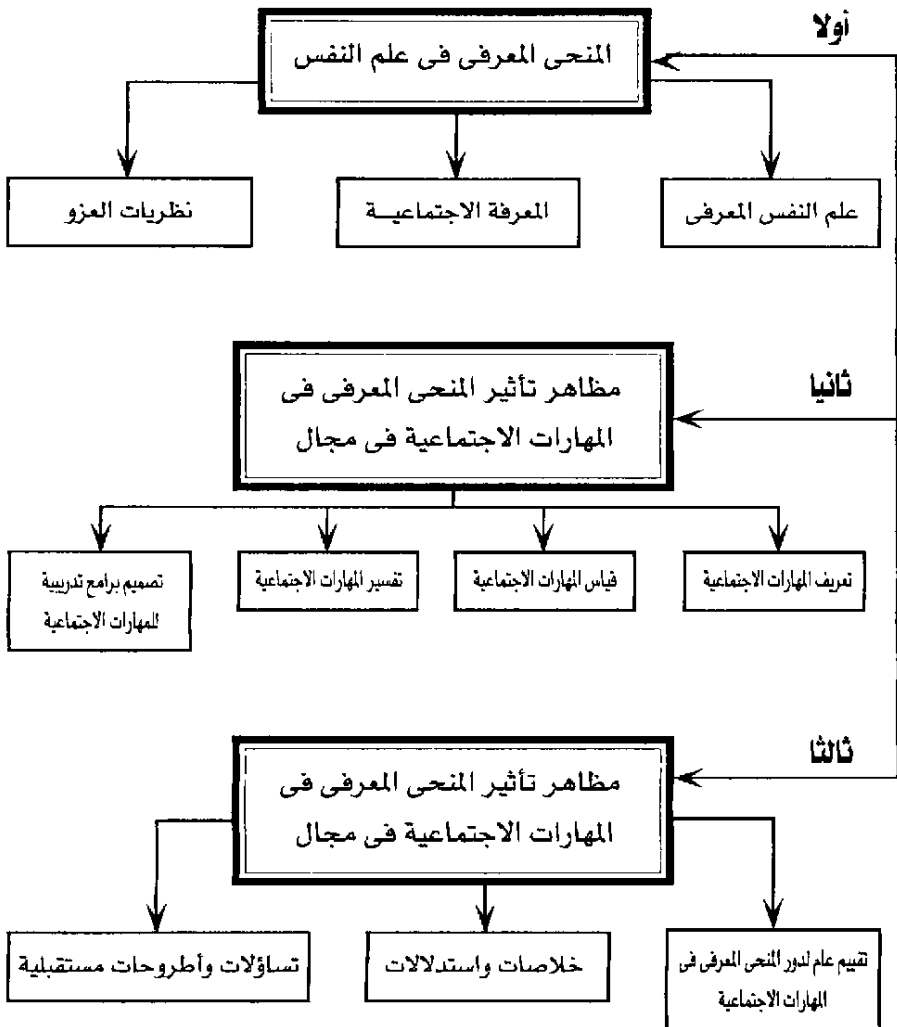 أولا
المنحى المعرفى فى علم النفس
علم النفس المعرفى
المعرفة الاجتماعيـة
نظريات العزو
ثانيا
مظاهر تأثير المنحى المعرفى فى
المهارات الاجتماعية فى مجال
تعريف المهارات الاجتماعية
قياس المهارات الاجتماعية
تفسير المهارات الاجتماعية
تصميم برامج تدريبية
للمهارات الاجتماعية
ثالثا
مظاهر تأثير المنحى المعرفى فى
المهارات الاجتماعية فى مجال
تقييم عام لدور المنحى المعرفى فى
المهارات الاجتماعية
خلاصات واستدلالات
تساؤلات وأطروحات مستقبلية